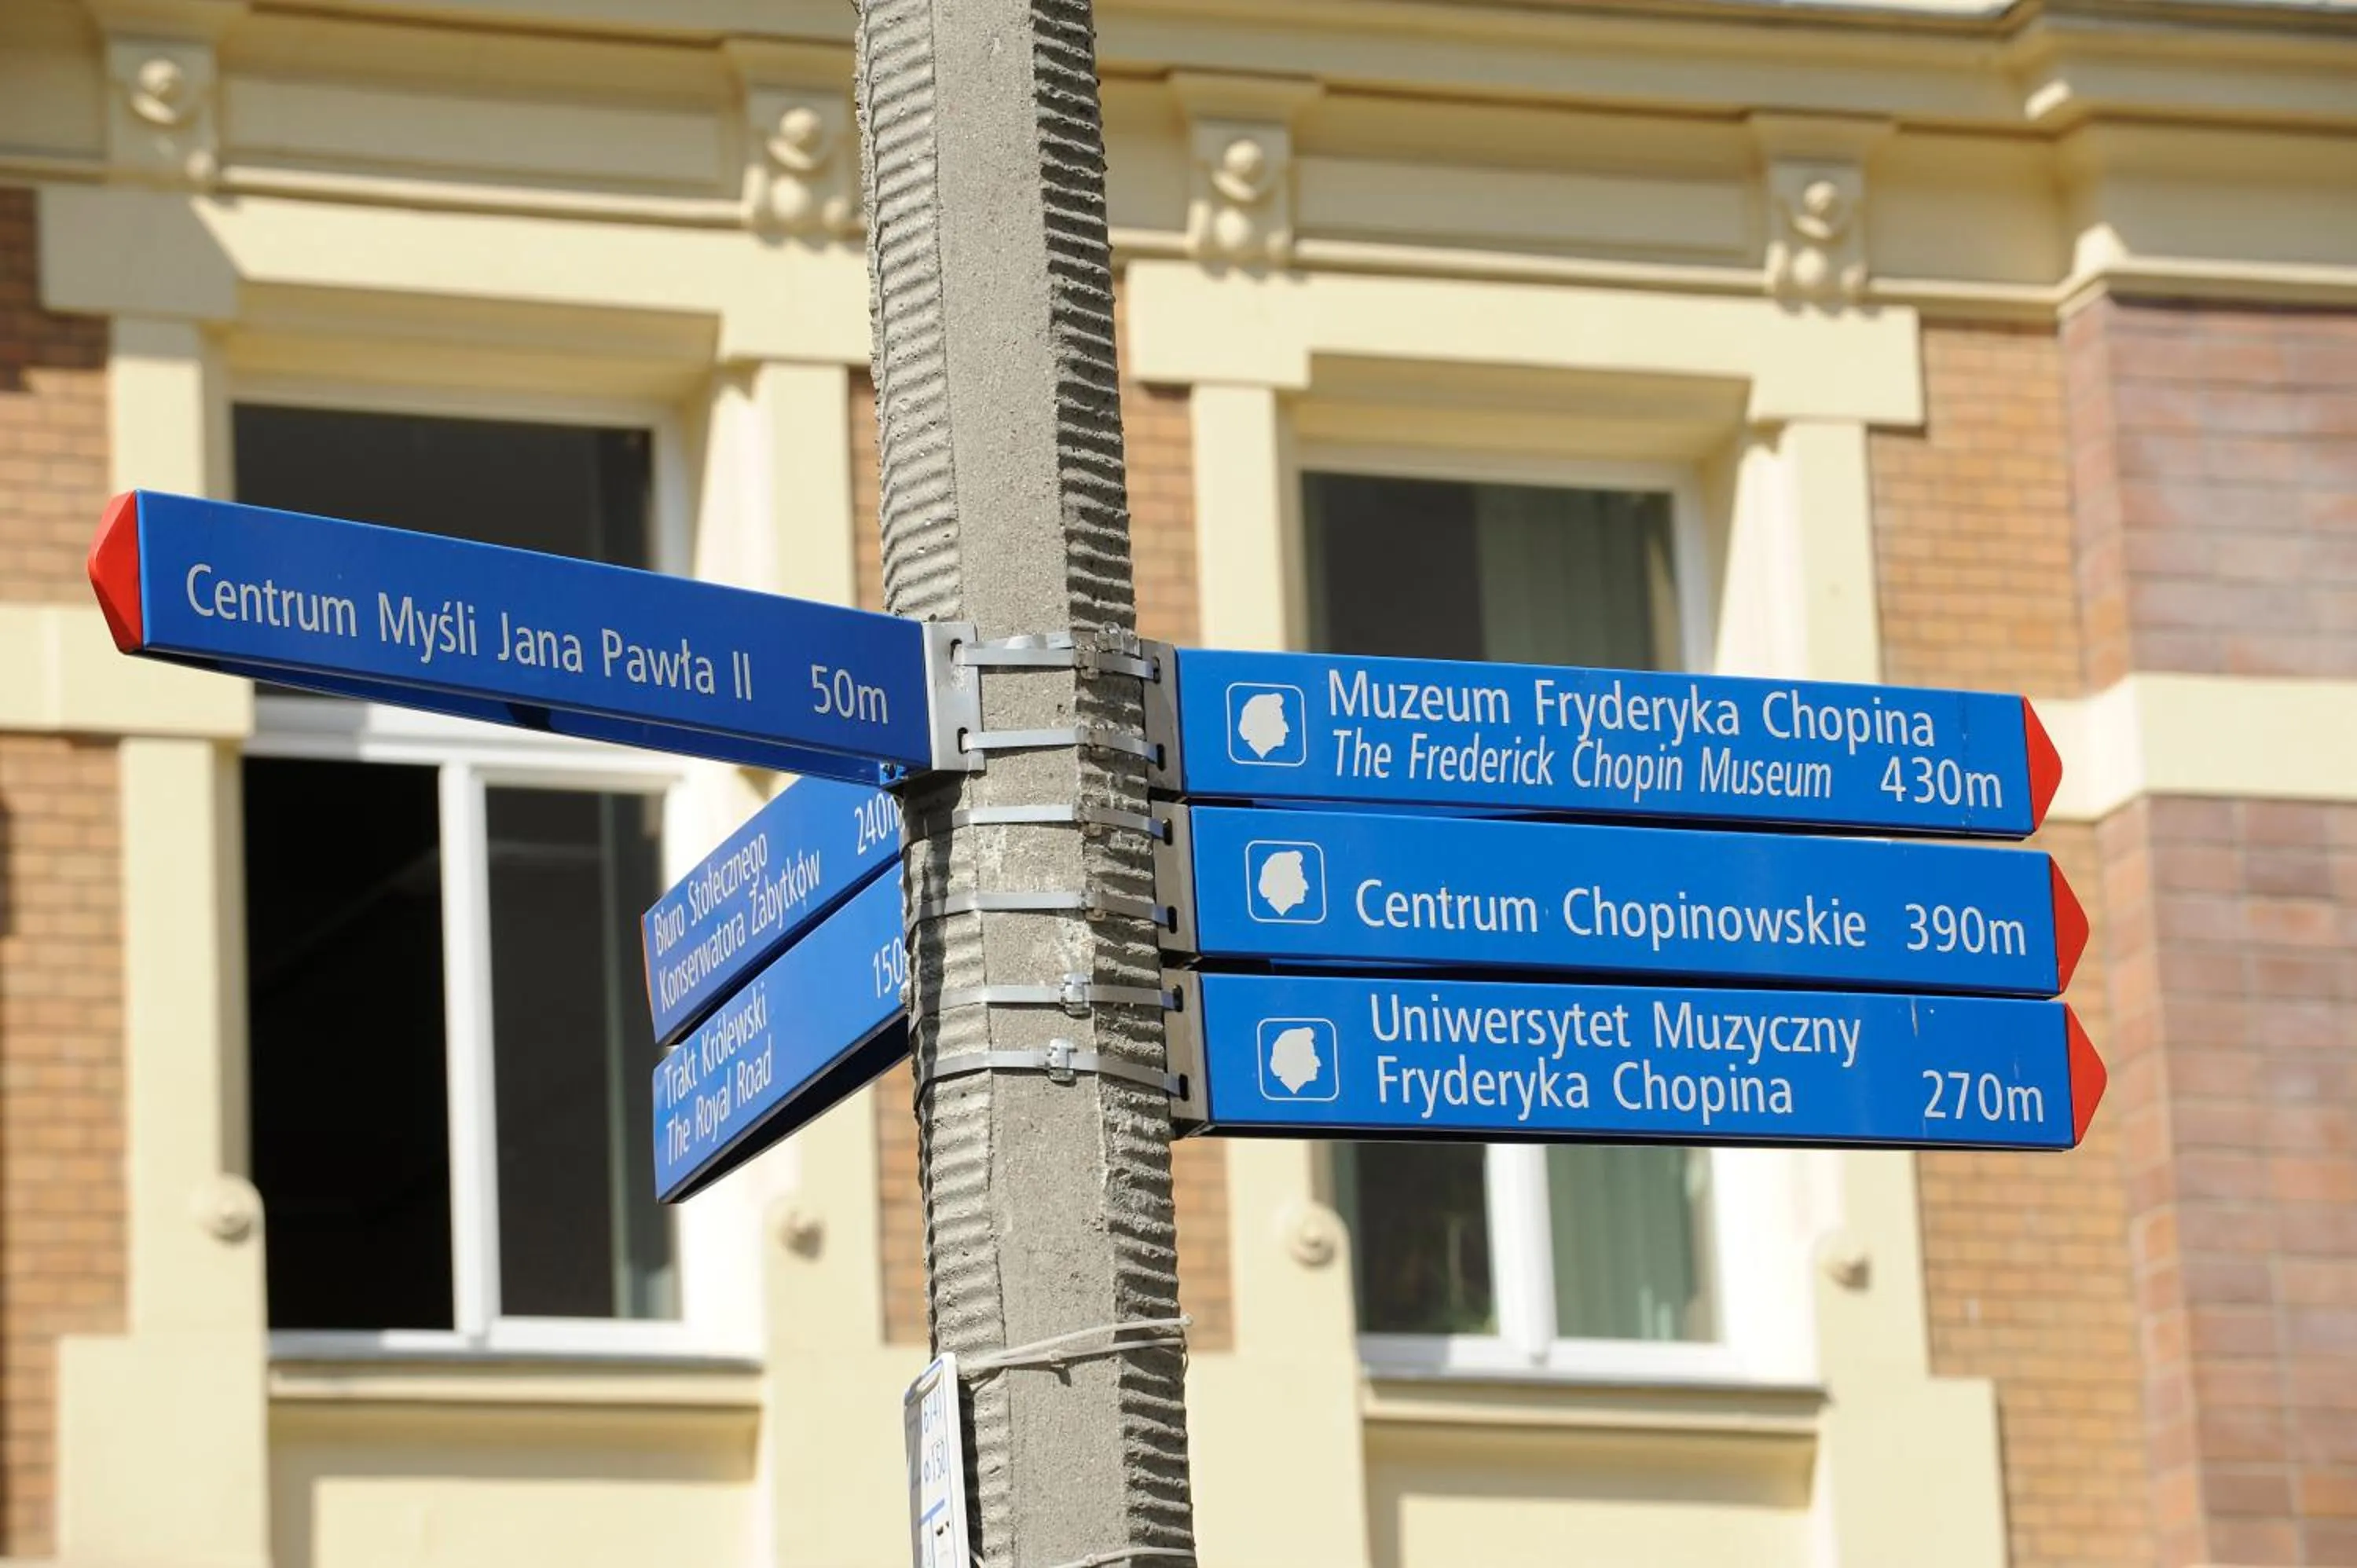 Centrum Myśli Jana Pawła II 50m
Biuro Stołecznego
Konserwatora Zabytków 240m
Trakt Królewski 150
The Royal Road
Muzeum Fryderyka Chopina
The Frederick Chopin Museum 430m
Centrum Chopinowskie 390m
Uniwersytet Muzyczny
Fryderyka Chopina 270m